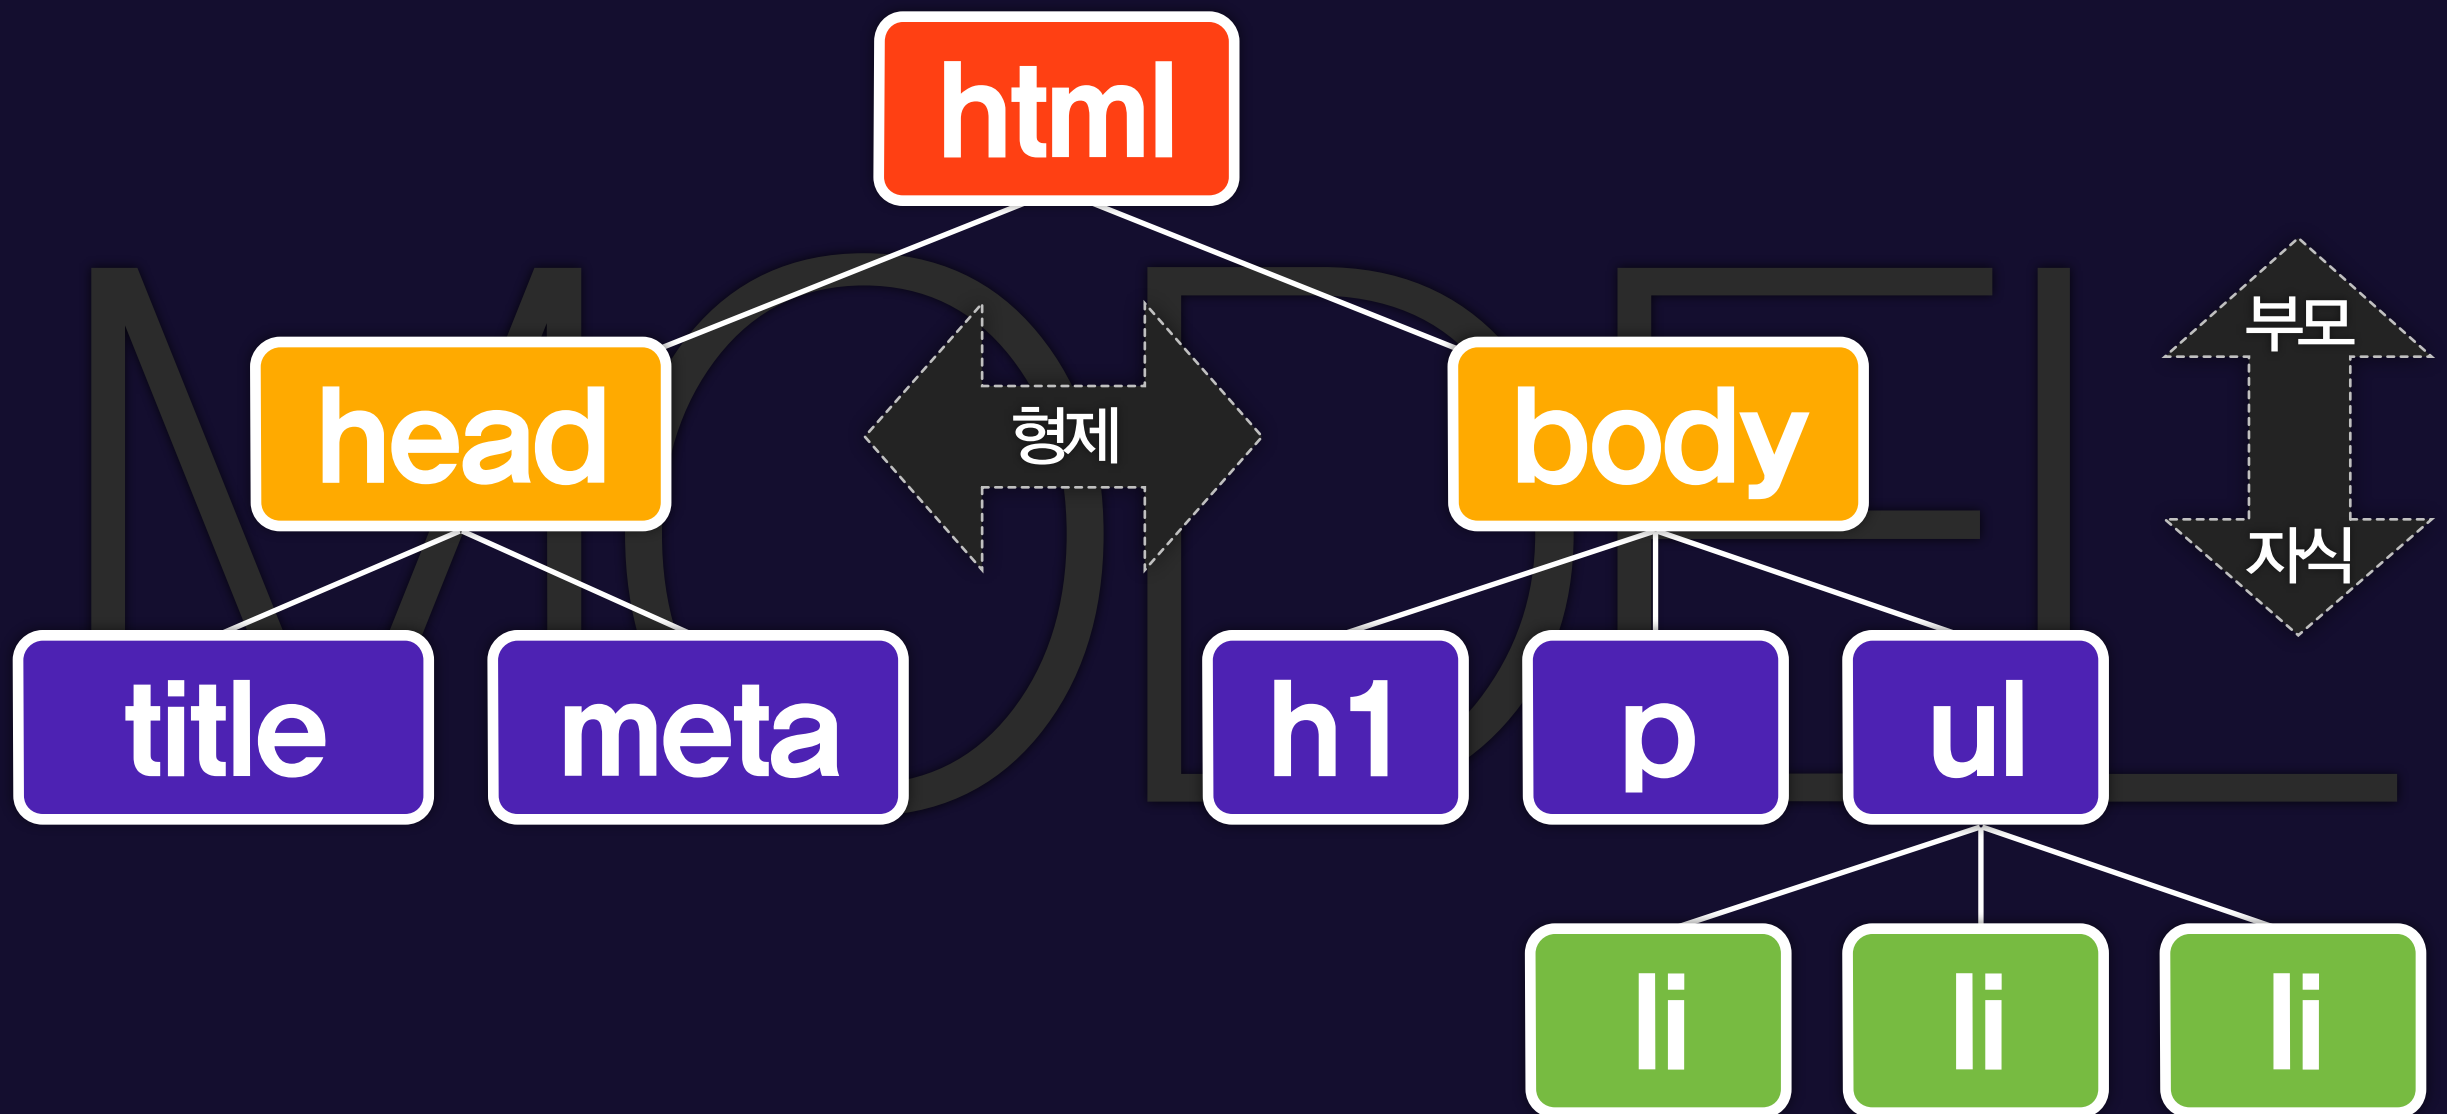 html
MODEL
부모
head
형제
body
자식
title
meta
h1
p
ul
li
li
li